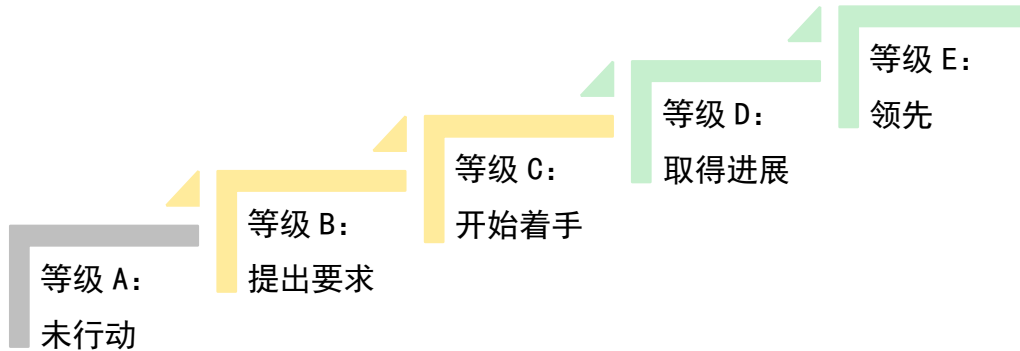 等级 A：
未行动
等级 B：
提出要求
等级 C：
开始着手
等级 D：
取得进展
等级 E：
领先